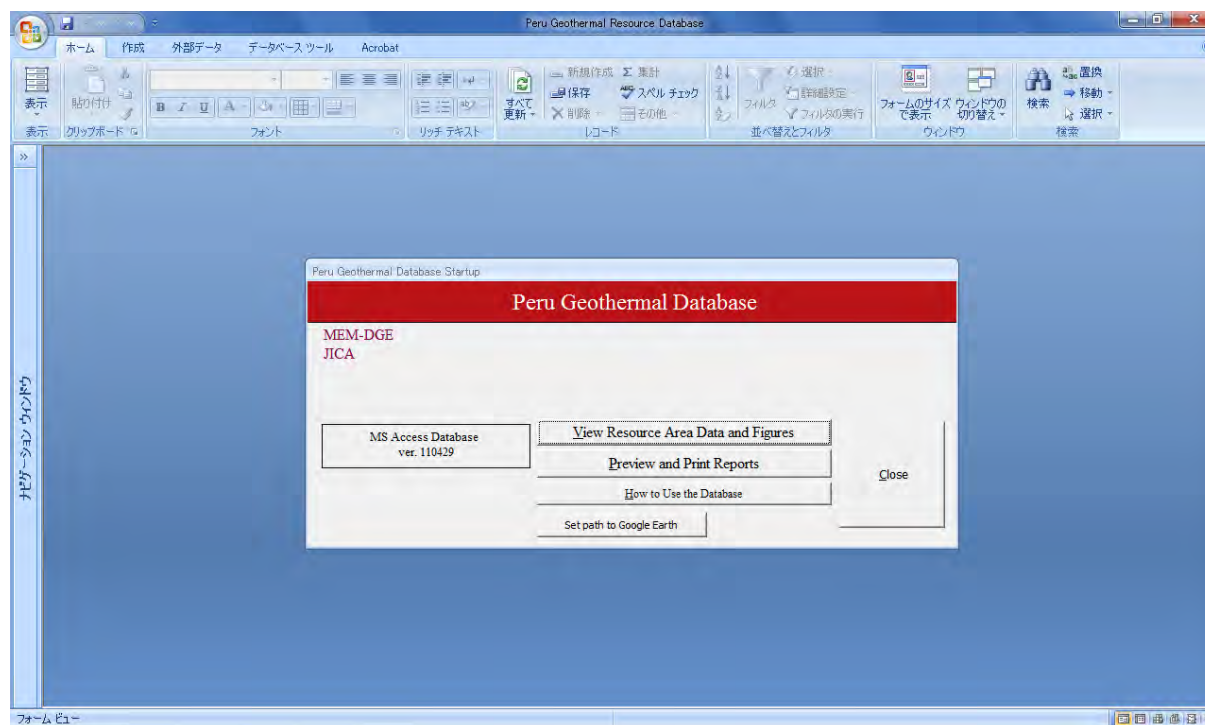 Peru Geothermal Resource Database
ホーム 作成 外部データ データベース ツール Acrobat
表示
貼り付け
B I U A
すべて
更新
新規作成 Σ 集計
保存 スペル チェック
削除 その他
フィルタ
選択
詳細設定
フィルタの実行
フォームのサイズ
で表示
ウィンドウの
切り替え
検索
置換
移動
選択
表示 クリップボード フォント リッチ テキスト レコード 並べ替えとフィルタ ウィンドウ 検索
ナビゲーション ウィンドウ
Peru Geothermal Database Startup
Peru Geothermal Database
MEM-DGE
JICA
MS Access Database
ver. 110429
View Resource Area Data and Figures
Preview and Print Reports
How to Use the Database
Set path to Google Earth
Close
フォーム ビュー